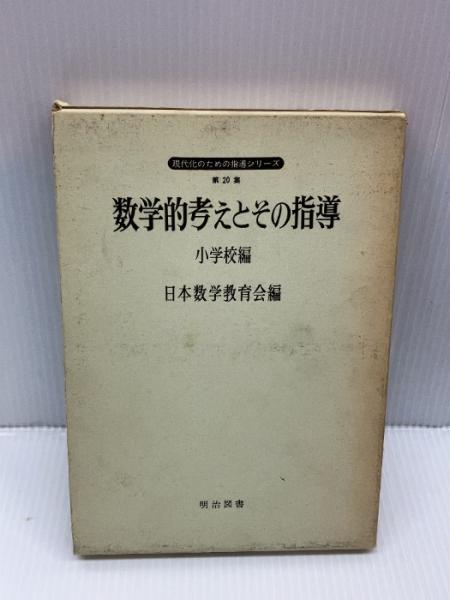 現代化のための指導シリーズ
第20集
数学的考えとその指導
小学校編
日本数学教育会編
明治図書